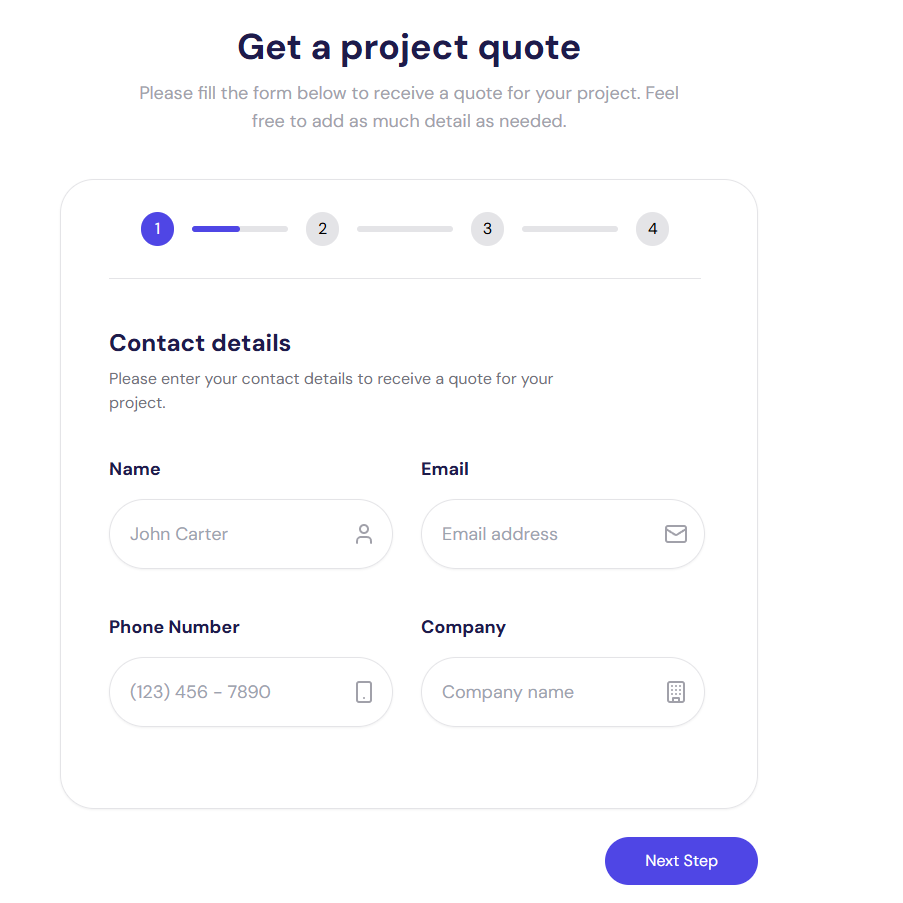 Get a project quote
Please fill the form below to receive a quote for your project. Feel
free to add as much detail as needed.
1 2 3 4
Contact details
Please enter your contact details to receive a quote for your
project.
Name Email
John Carter Email address
Phone Number Company
(123) 456 - 7890 Company name
Next Step